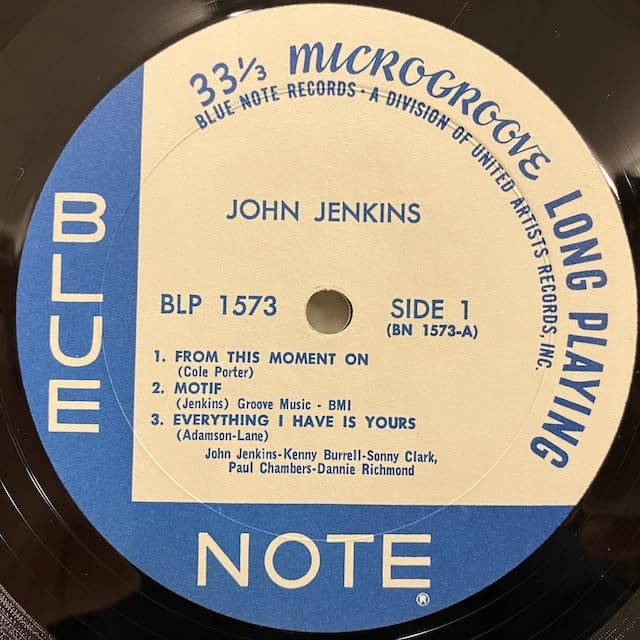 33 1/3 MICROGROOVE LONG PLAYING
BLUE NOTE RECORDS · A DIVISION OF UNITED ARTISTS RECORDS, INC.
JOHN JENKINS
BLP 1573
SIDE 1
(BN 1573-A)
1. FROM THIS MOMENT ON
(Cole Porter)
2. MOTIF
(Jenkins) Groove Music - BMI
3. EVERYTHING I HAVE IS YOURS
(Adamson-Lane)
John Jenkins-Kenny Burrell-Sonny Clark,
Paul Chambers-Dannie Richmond
BLUE
NOTE ®